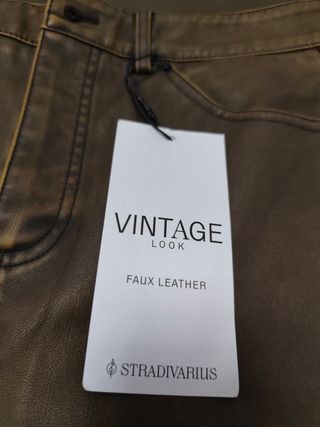 VINTAGE
LOOK
FAUX LEATHER
STRADIVARIUS